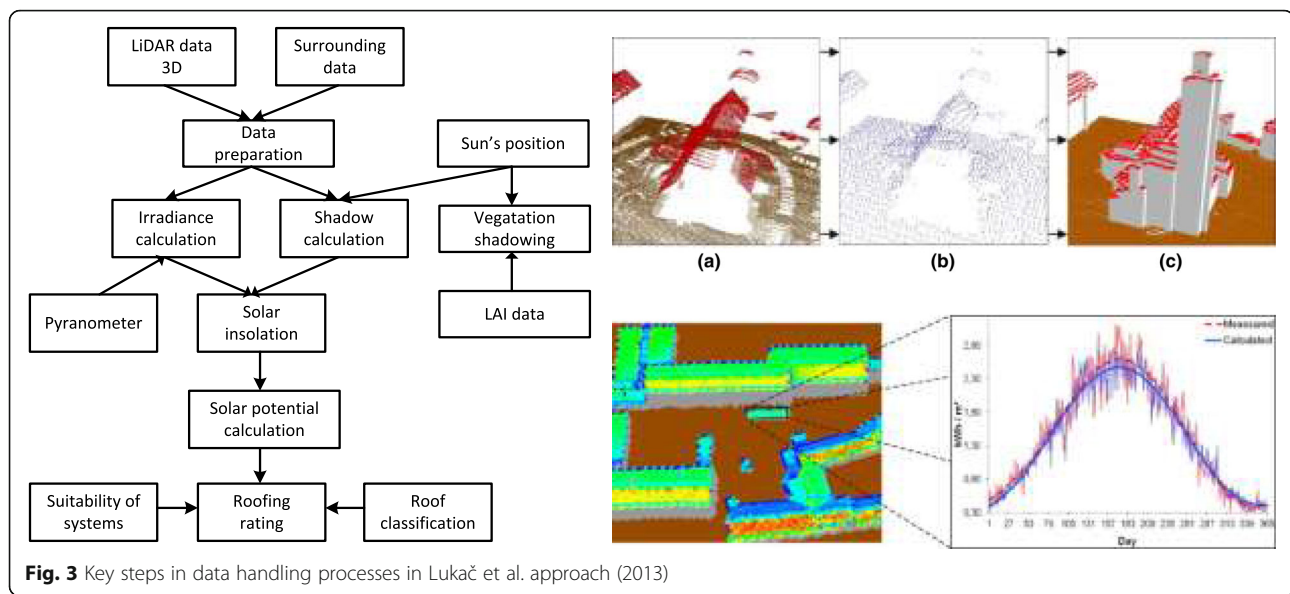 LiDAR data
3D
Surrounding
data
Data
preparation
Sun's position
Irradiance
calculation
Shadow
calculation
Vegatation
shadowing
Pyranometer
Solar
insolation
LAI data
Solar potential
calculation
Suitability of
systems
Roofing
rating
Roof
classification
(a) (b) (c)
Measured
Calculated
kWh / m²
Day
Fig. 3 Key steps in data handling processes in Lukač et al. approach (2013)